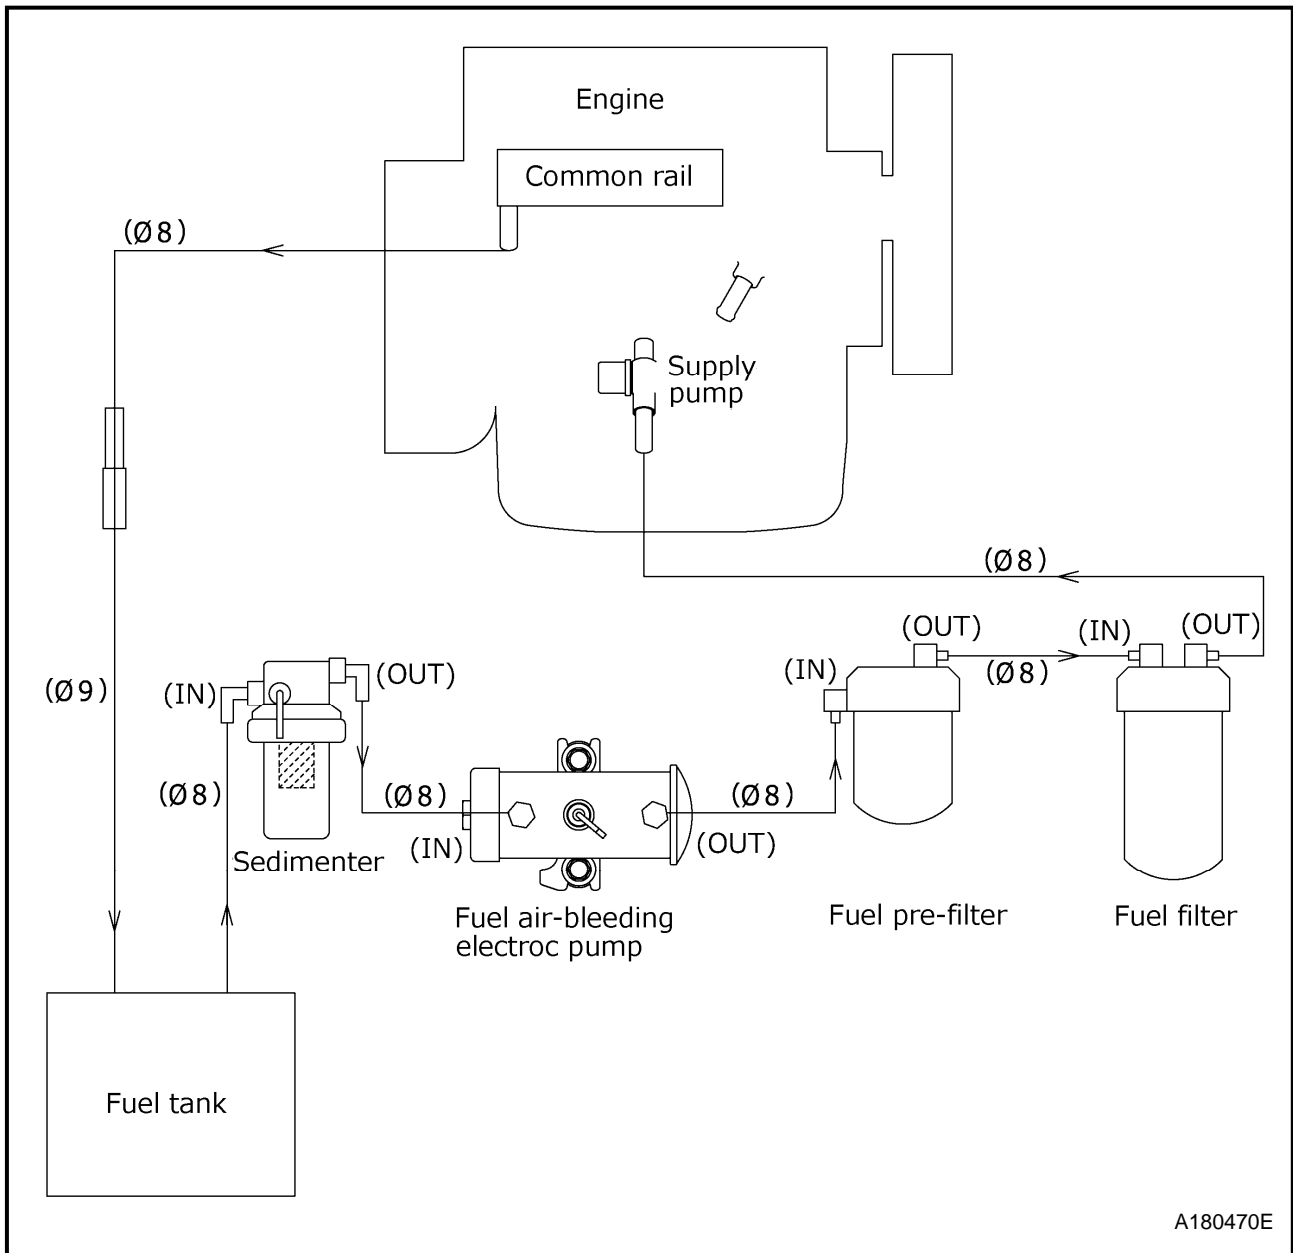 Engine
Common rail
(Ø8)
Supply
pump
(Ø8)
(OUT)
(IN)
(OUT)
(IN)
(Ø8)
(OUT)
(Ø9)
(IN)
(Ø8)
(Ø8)
(Ø8)
(IN)
(OUT)
Sedimenter
Fuel air-bleeding
electroc pump
Fuel pre-filter
Fuel filter
Fuel tank
A180470E